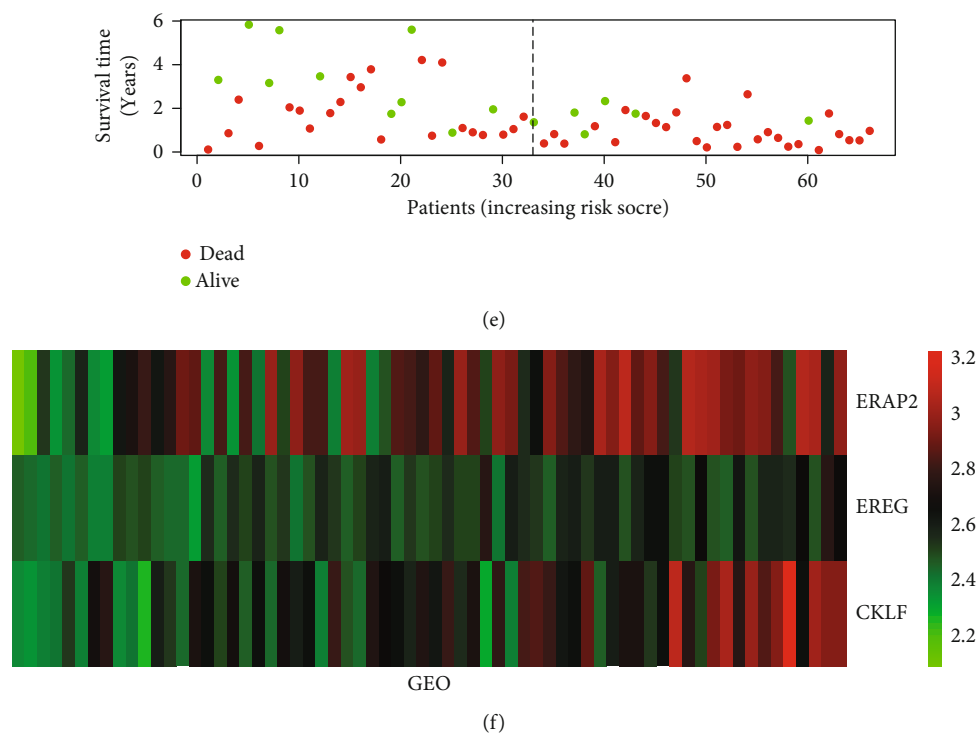 Survival time
(Years)
6
4
2
0
0 10 20 30 40 50 60
Patients (increasing risk socre)
Dead
Alive
(e)
ERAP2
EREG
CKLF
3.2
3
2.8
2.6
2.4
2.2
GEO
(f)